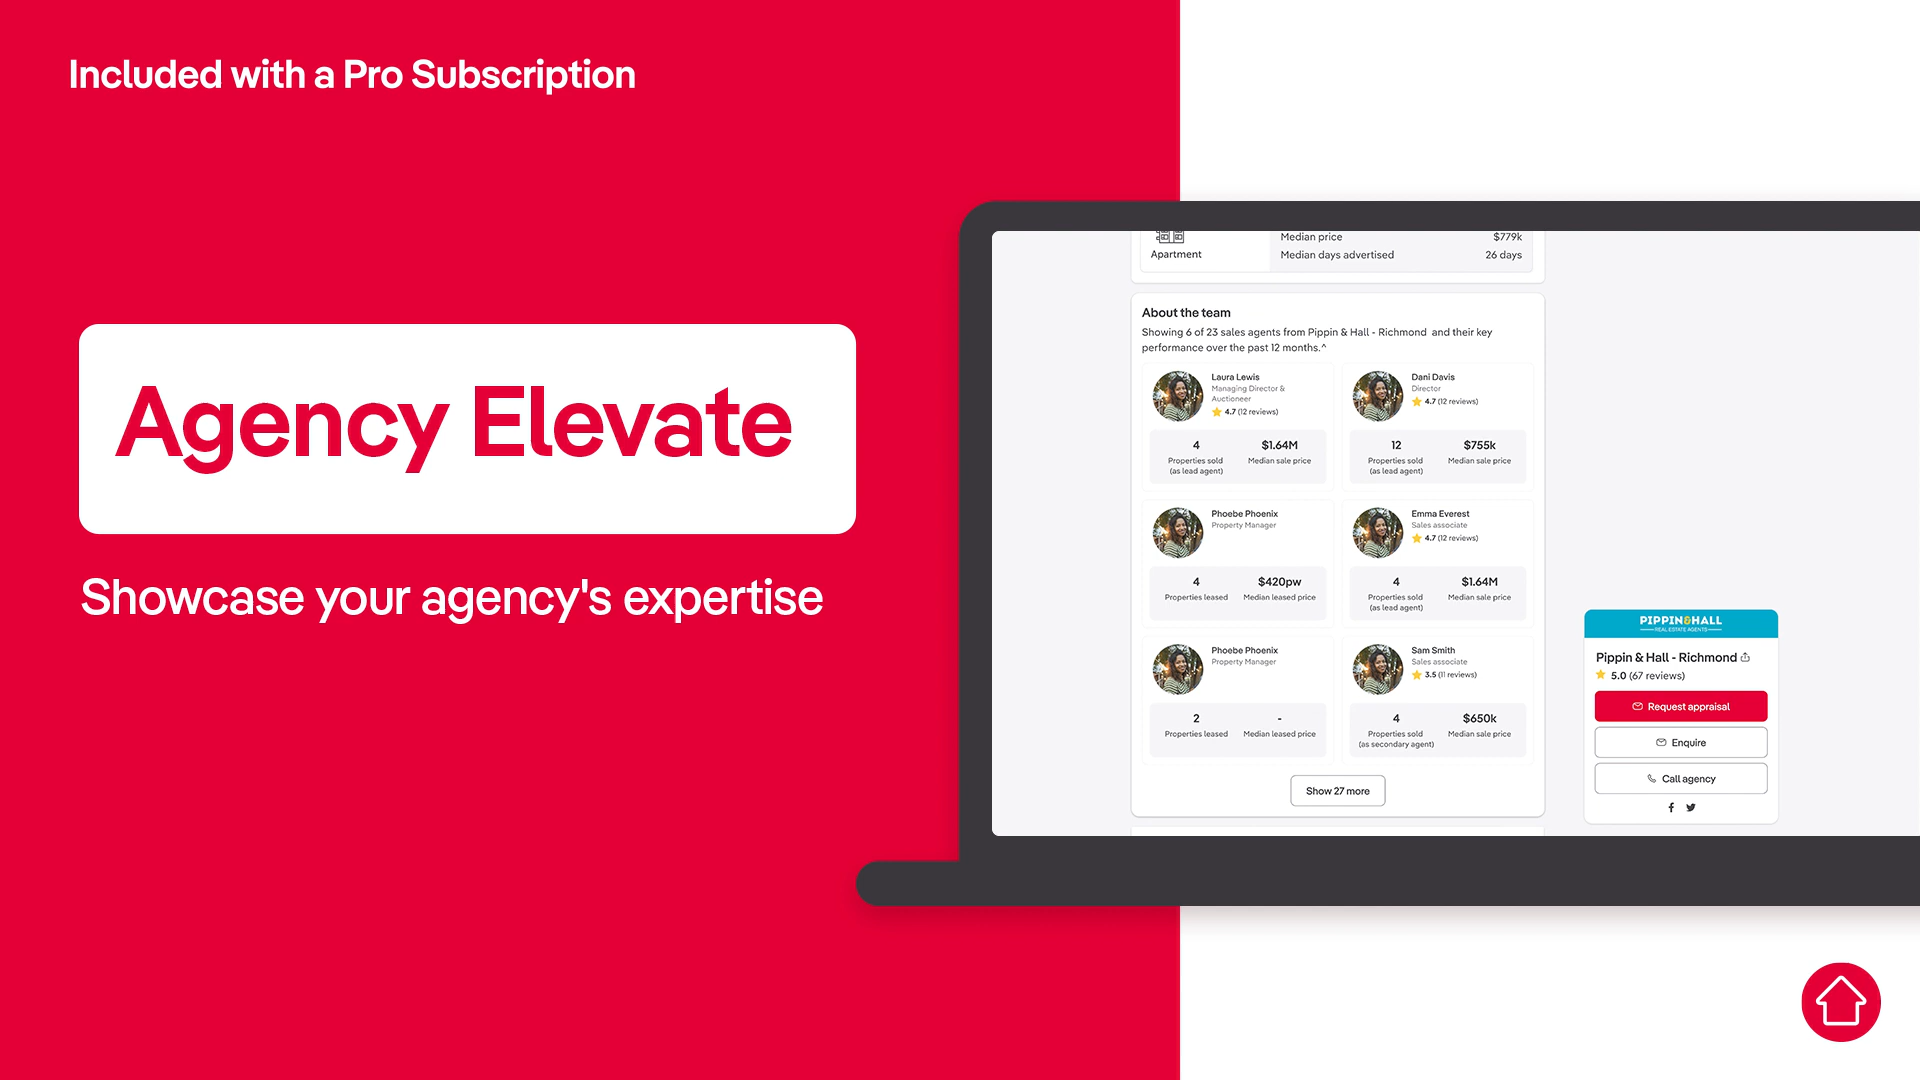 Included with a Pro Subscription
Agency Elevate
Showcase your agency's expertise
Apartment
Median price
$779k
Median days advertised
26 days
About the team
Showing 6 of 23 sales agents from Pippin & Hall - Richmond and their key
performance over the past 12 months.^
Laura Lewis
Managing Director &
Auctioneer
4.7 (12 reviews)
4
Properties sold
(as lead agent)
$1.64M
Median sale price
Dani Davis
Director
4.7 (12 reviews)
12
Properties sold
(as lead agent)
$755k
Median sale price
Phoebe Phoenix
Property Manager
4
Properties leased
$420pw
Median leased price
Emma Everest
Sales associate
4.7 (12 reviews)
4
Properties sold
(as lead agent)
$1.64M
Median sale price
Phoebe Phoenix
Property Manager
2
Properties leased
-
Median leased price
Sam Smith
Sales associate
3.5 (11 reviews)
4
Properties sold
(as secondary agent)
$650k
Median sale price
Show 27 more
PIPPIN&HALL
REAL ESTATE AGENTS
Pippin & Hall - Richmond
5.0 (67 reviews)
Request appraisal
Enquire
Call agency